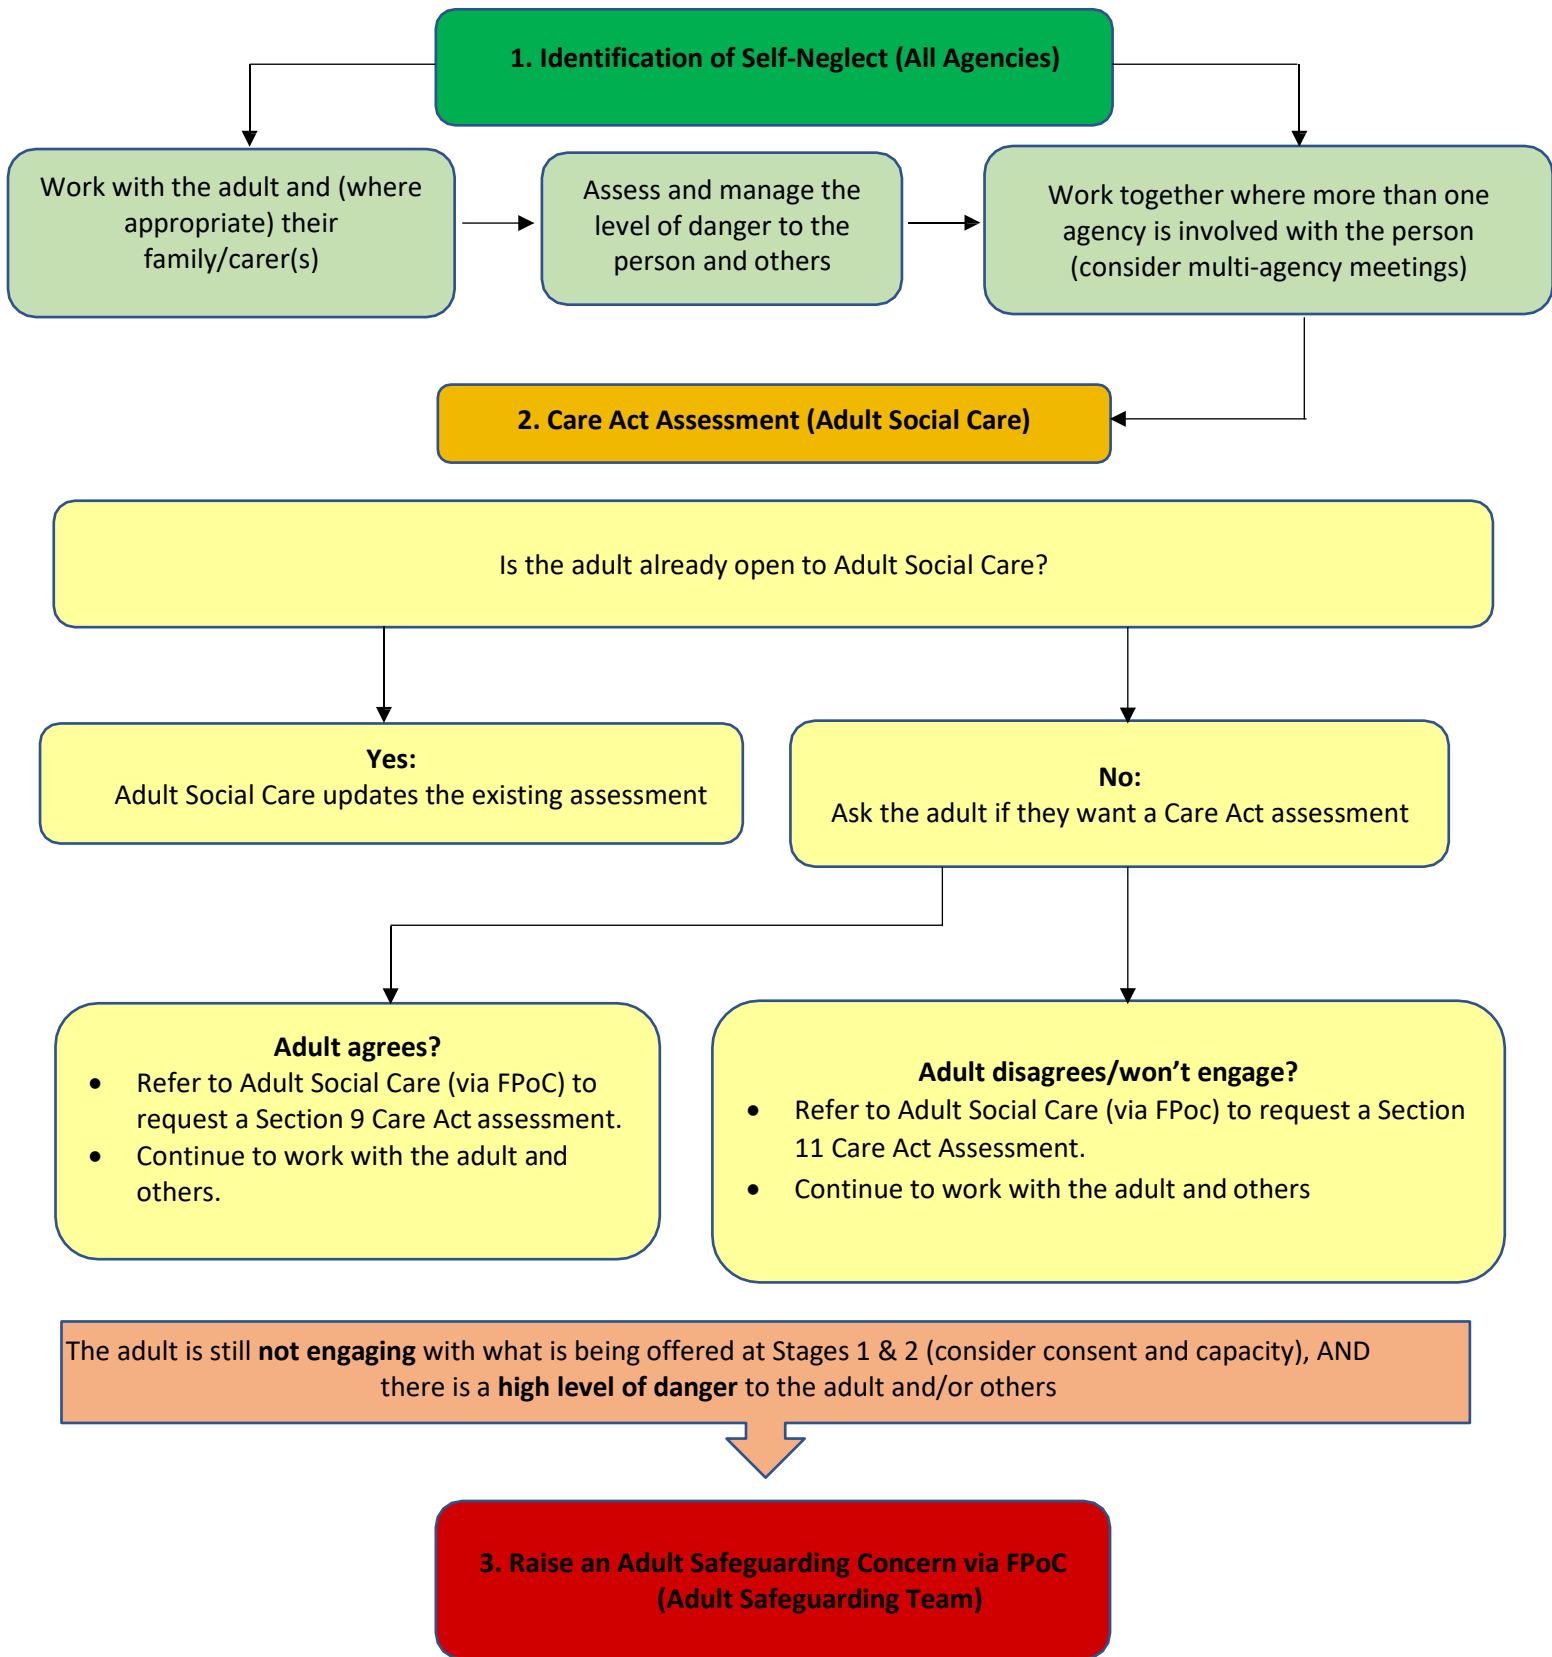 1. Identification of Self-Neglect (All Agencies)
Work with the adult and (where
appropriate) their
family/carer(s)
Assess and manage the
level of danger to the
person and others
Work together where more than one
agency is involved with the person
(consider multi-agency meetings)
2. Care Act Assessment (Adult Social Care)
Is the adult already open to Adult Social Care?
Yes:
Adult Social Care updates the existing assessment
No:
Ask the adult if they want a Care Act assessment
Adult agrees?
• Refer to Adult Social Care (via FPoC) to
request a Section 9 Care Act assessment.
• Continue to work with the adult and
others.
Adult disagrees/won’t engage?
• Refer to Adult Social Care (via FPoc) to request a Section
11 Care Act Assessment.
• Continue to work with the adult and others
The adult is still not engaging with what is being offered at Stages 1 & 2 (consider consent and capacity), AND
there is a high level of danger to the adult and/or others
3. Raise an Adult Safeguarding Concern via FPoC
(Adult Safeguarding Team)